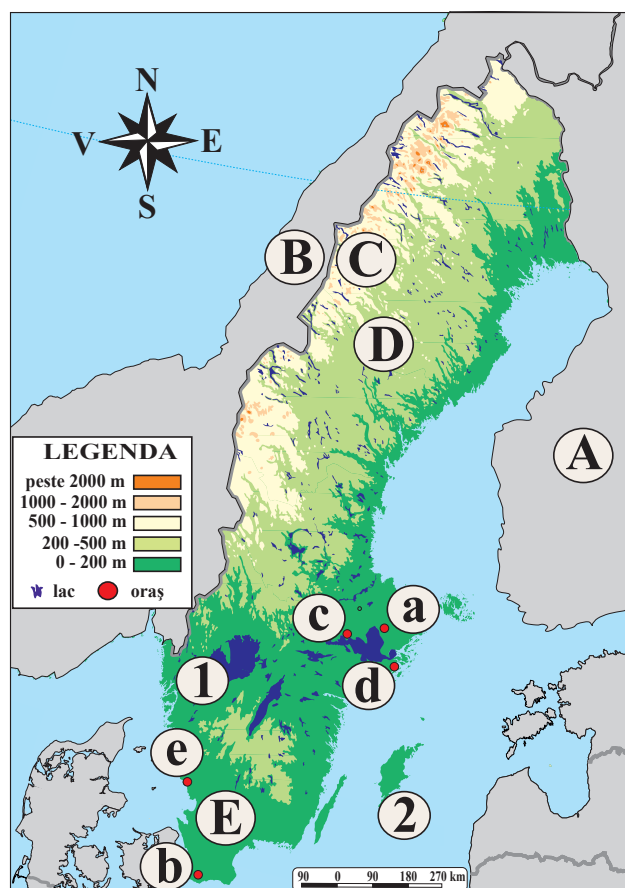 N
V E
S
B
C
D
A
LEGENDA
peste 2000 m
1000 - 2000 m
500 - 1000 m
200 -500 m
0 - 200 m
lac oraş
c
a
1
d
e
E
2
b
90 0 90 180 270 km